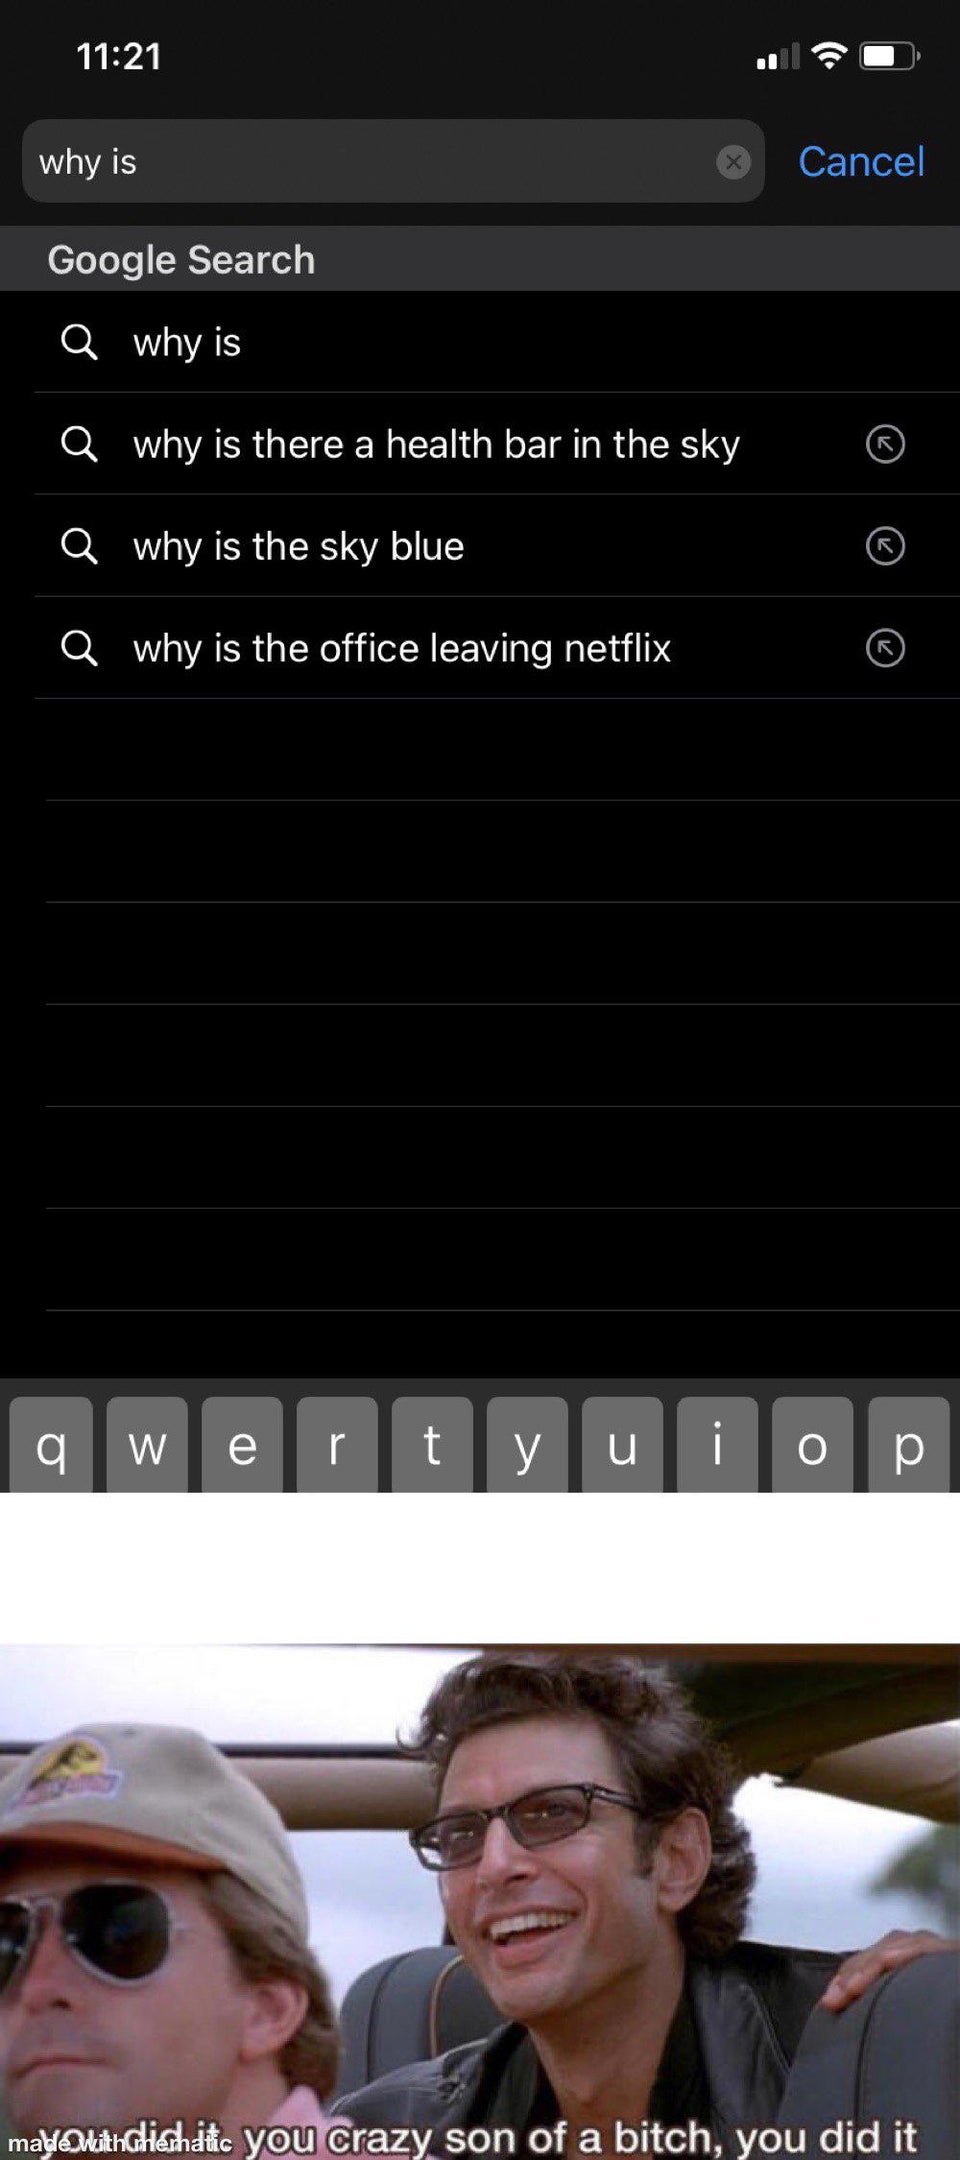 11:21
why is
Cancel
Google Search
why is
why is there a health bar in the sky
why is the sky blue
why is the office leaving netflix
q w e r t y u i o p
you did it, you crazy son of a bitch, you did it
made with mematic